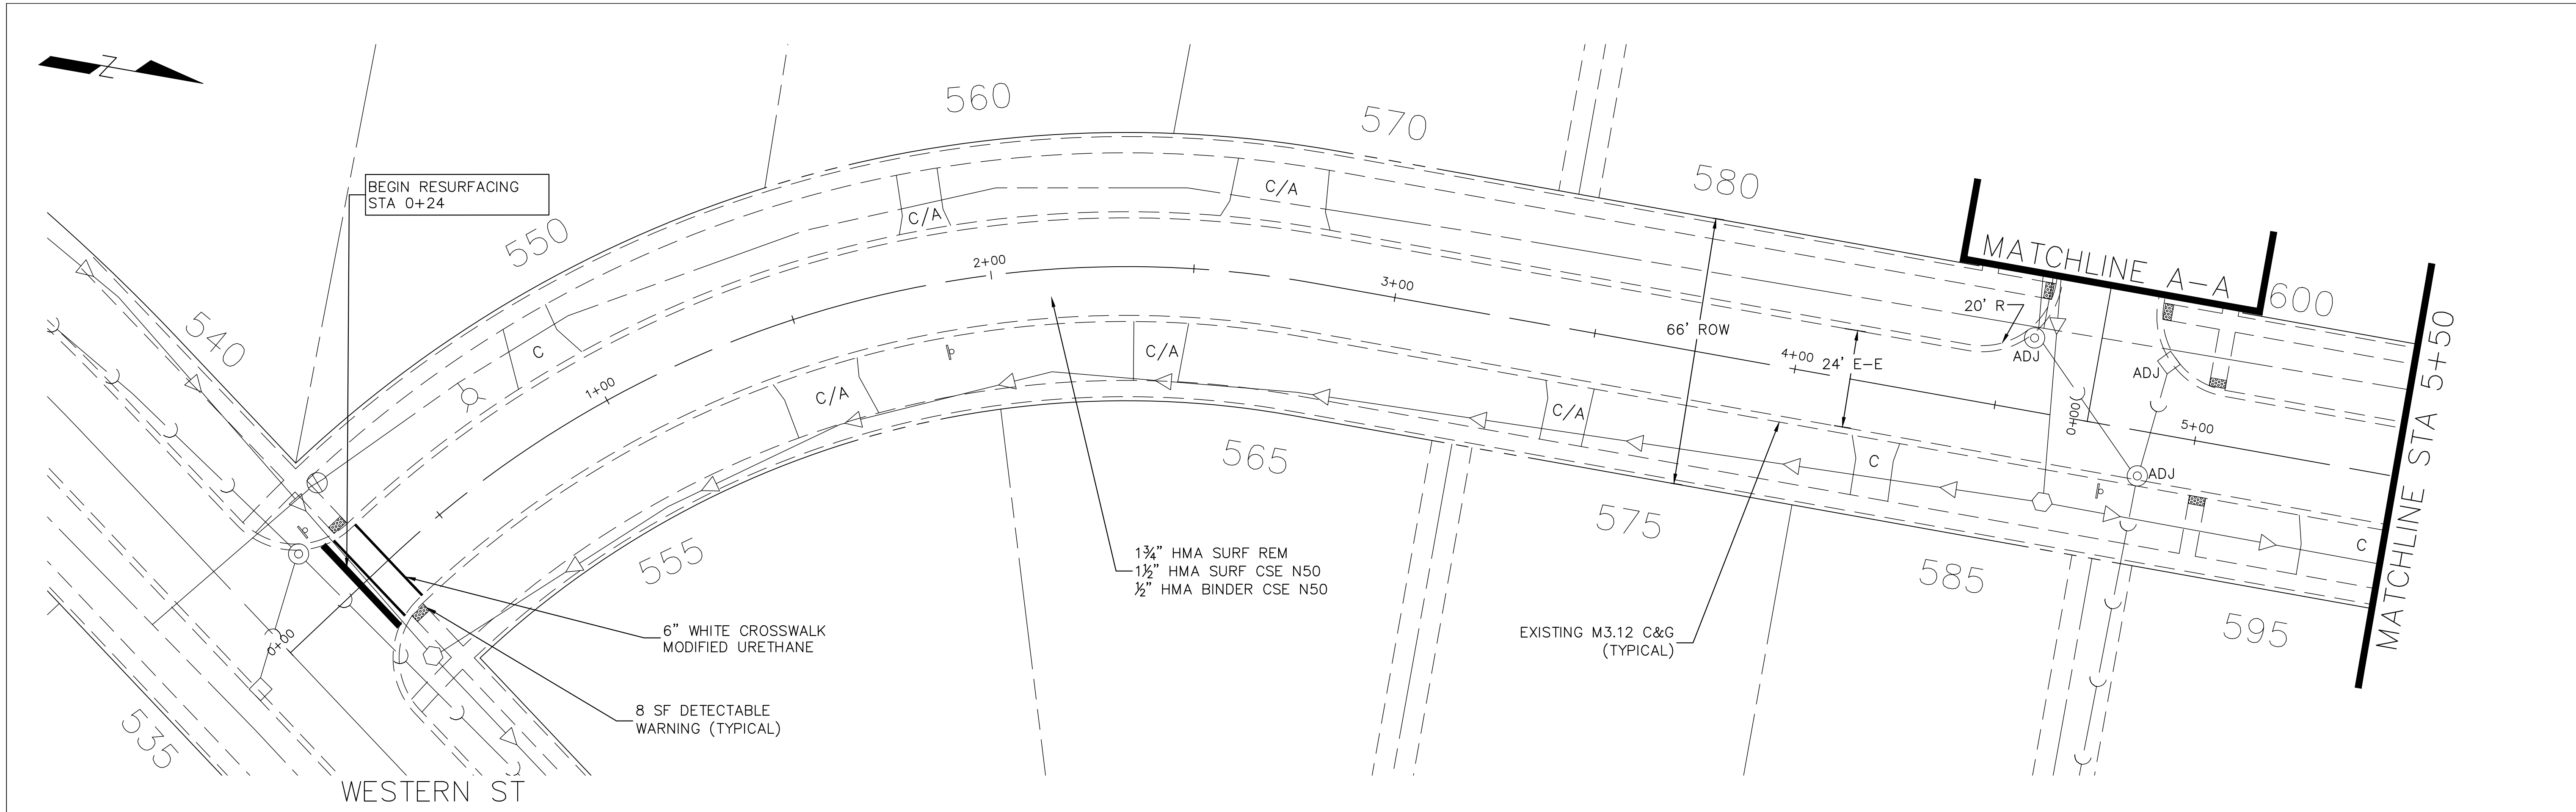 Z
560
570
580
BEGIN RESURFACING
STA 0+24
550
540
C/A
C/A
2+00
3+00
MATCHLINE A-A
600
20' R
66' ROW
ADJ
4+00
24' E-E
ADJ
C
1+00
C/A
C/A
C/A
0+00
5+00
ADJ
C
C
MATCHLINE STA 5+50
565
575
585
595
555
1¾" HMA SURF REM
1½" HMA SURF CSE N50
½" HMA BINDER CSE N50
6" WHITE CROSSWALK
MODIFIED URETHANE
EXISTING M3.12 C&G
(TYPICAL)
0+00
8 SF DETECTABLE
WARNING (TYPICAL)
535
WESTERN ST